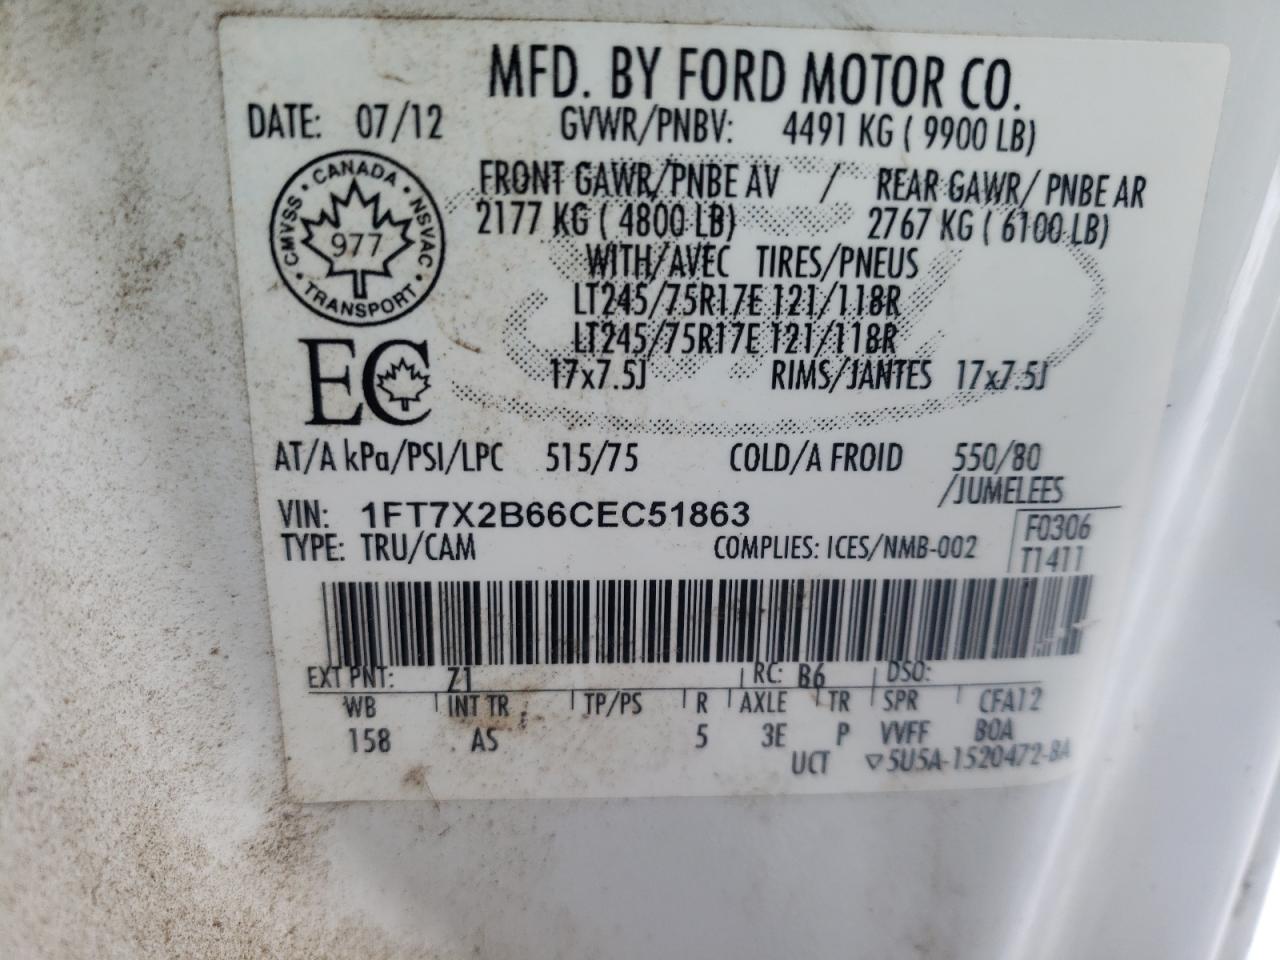 MFD. BY FORD MOTOR CO.
DATE: 07/12 GVWR/PNBV: 4491 KG ( 9900 LB)
FRONT GAWR/PNBE AV / REAR GAWR/ PNBE AR
2177 KG ( 4800 LB) 2767 KG ( 6100 LB)
CANADA · NSVAC · TRANSPORT · CMVSS ·
977
WITH/AVEC TIRES/PNEUS
LT245/75R17E 121/118R
LT245/75R17E 121/118R
EC
17x7.5J RIMS/JANTES 17x7.5J
AT/A kPa/PSI/LPC 515/75 COLD/A FROID 550/80
/JUMELEES
VIN: 1FT7X2B66CEC51863
F0306
TYPE: TRU/CAM COMPLIES: ICES/NMB-002 T1411
EXT PNT: Z1 RC: B6 DSO:
WB INT TR TP/PS R AXLE TR SPR CFA12
158 AS 5 3E P VVFF BOA
UCT ▽5U5A-1520472-BA